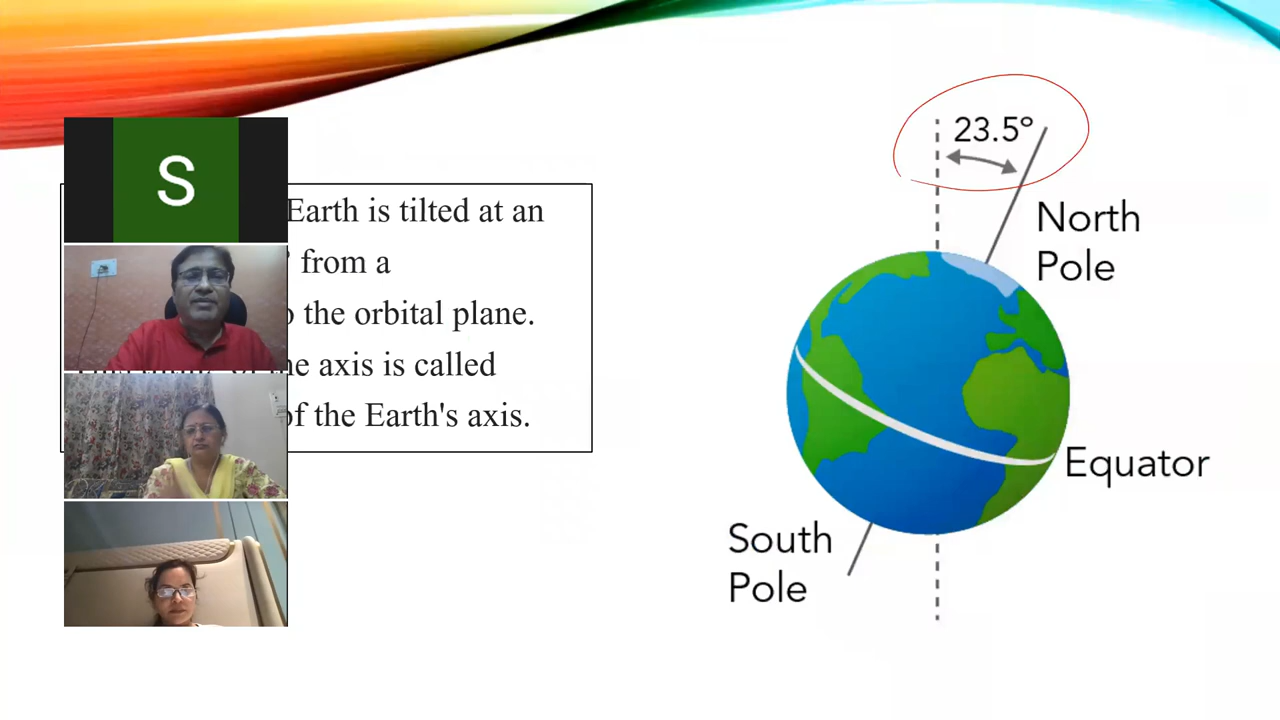 S
Earth is tilted at an
from a
the orbital plane.
the axis is called
of the Earth's axis.
23.5°
North
Pole
Equator
South
Pole